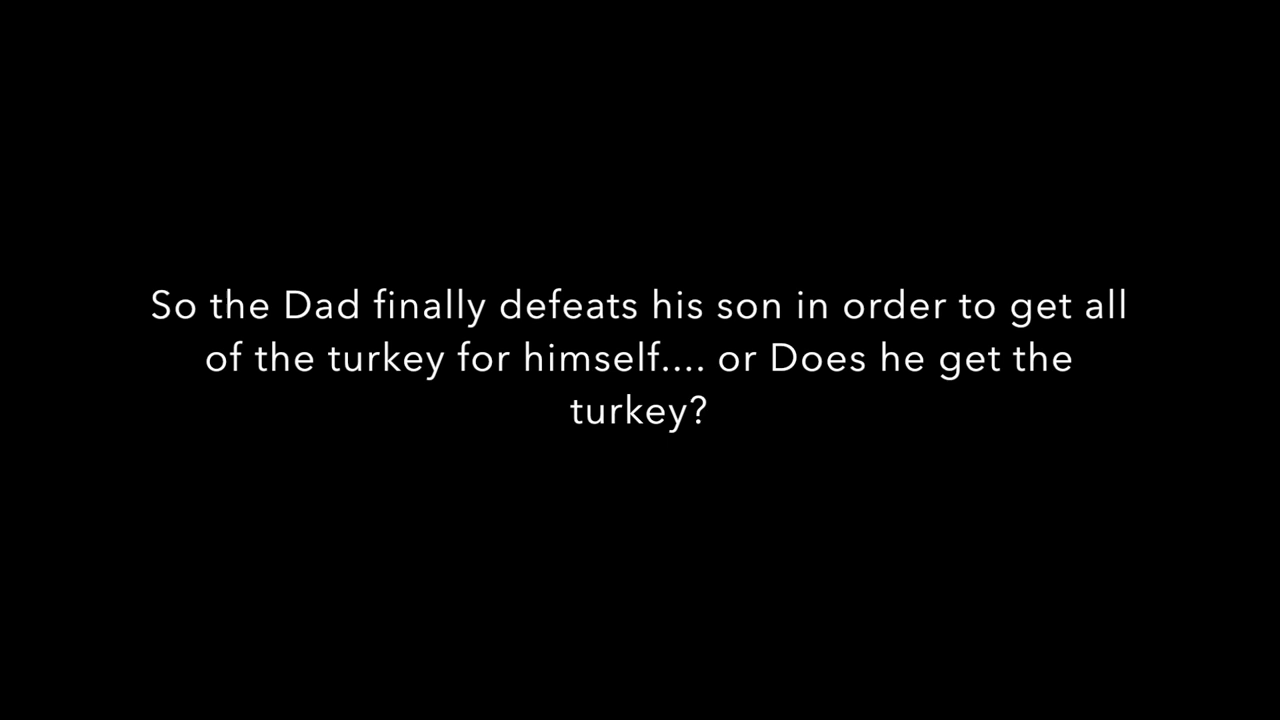 So the Dad finally defeats his son in order to get all
of the turkey for himself.... or Does he get the
turkey?